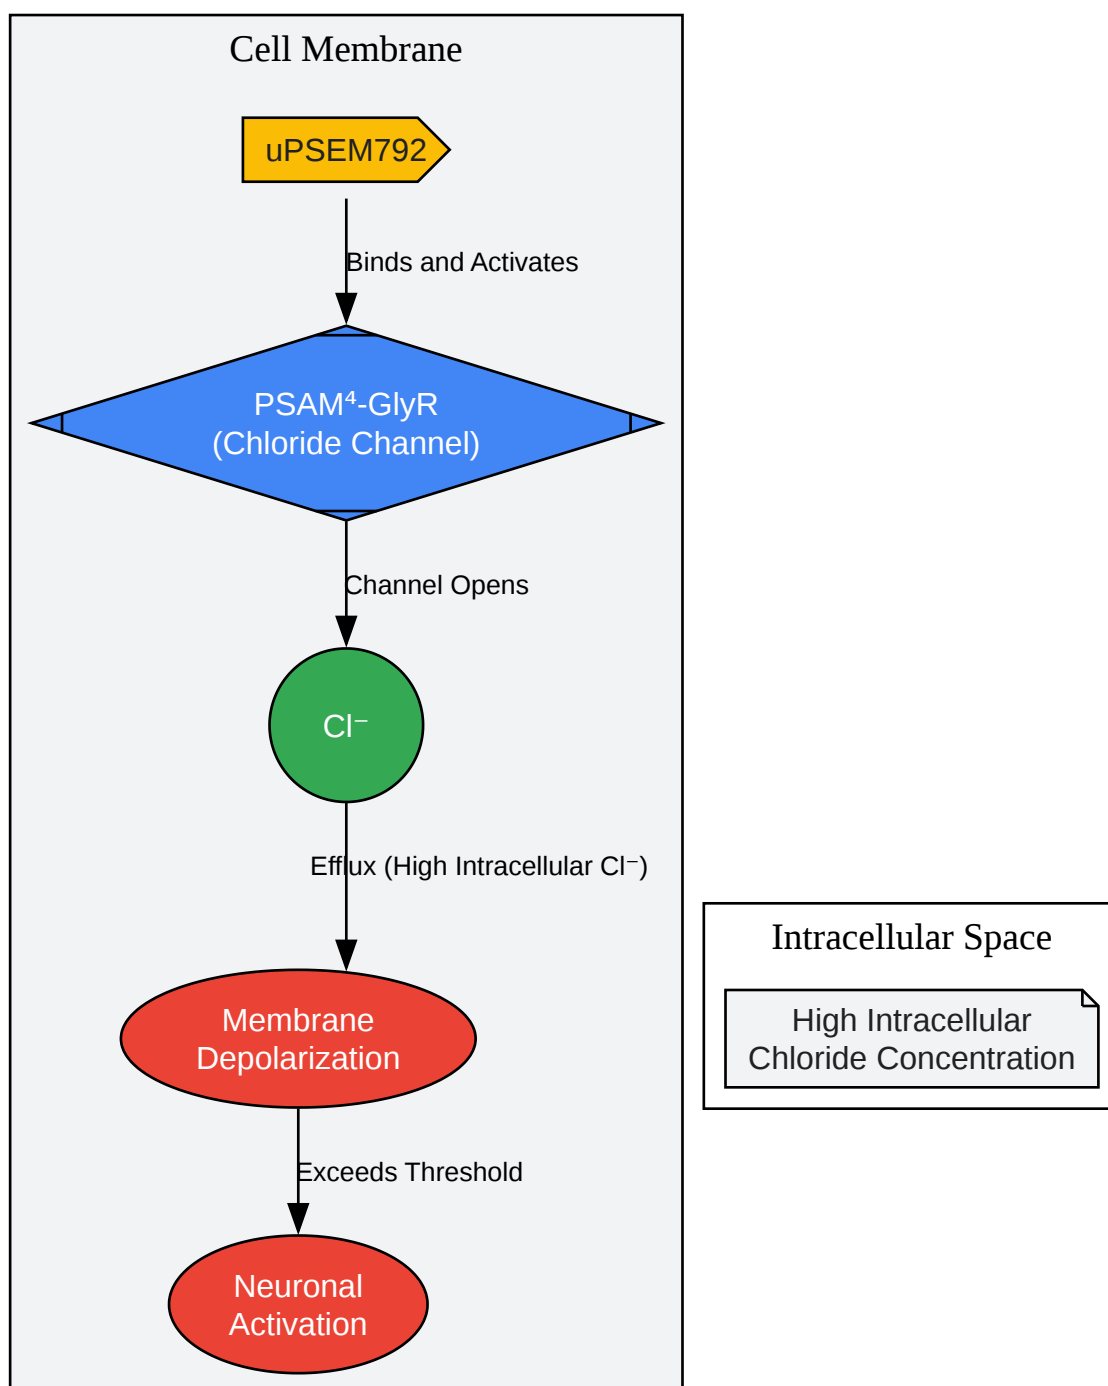 Cell Membrane
uPSEM792
Binds and Activates
PSAM⁴-GlyR
(Chloride Channel)
Channel Opens
Cl⁻
Efflux (High Intracellular Cl⁻)
Intracellular Space
High Intracellular
Chloride Concentration
Membrane
Depolarization
Exceeds Threshold
Neuronal
Activation